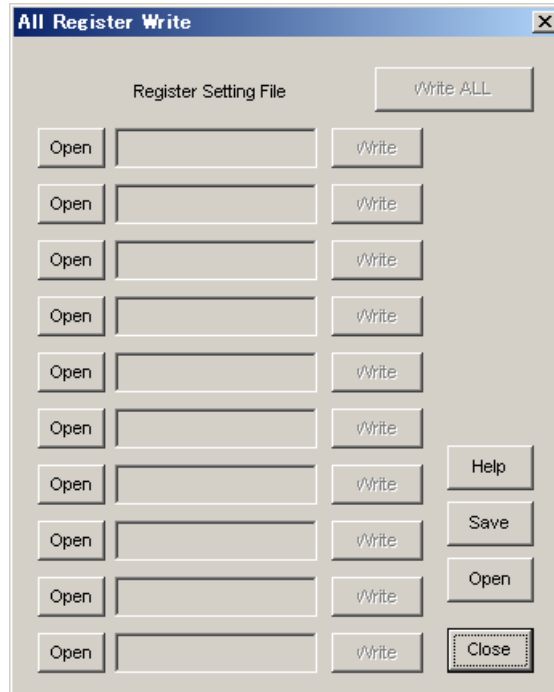 All Register Write
Register Setting File Write ALL
Open Write
Open Write
Open Write
Open Write
Open Write
Open Write
Open Write
Help
Open Write
Save
Open Write
Open
Open Write
Close